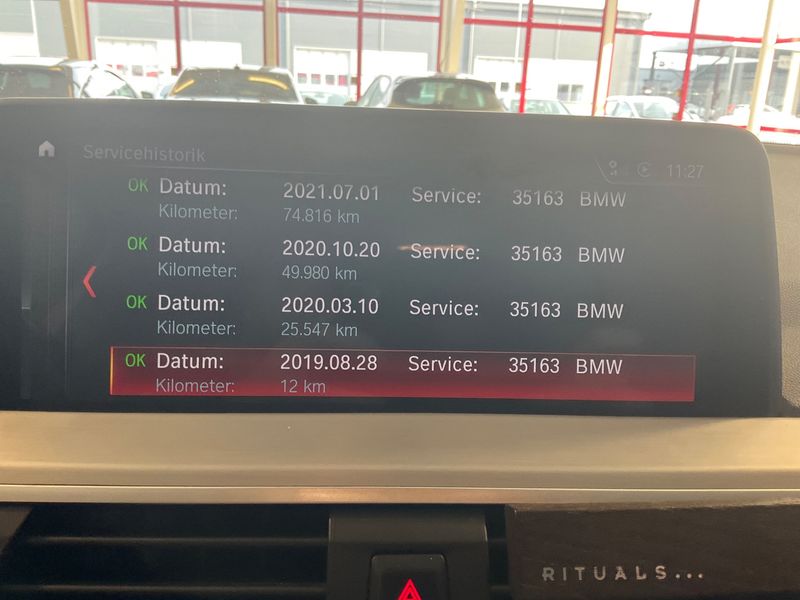 Servicehistorik
11:27
OK Datum: 2021.07.01 Service: 35163 BMW
Kilometer: 74.816 km
OK Datum: 2020.10.20 Service: 35163 BMW
Kilometer: 49.980 km
OK Datum: 2020.03.10 Service: 35163 BMW
Kilometer: 25.547 km
OK Datum: 2019.08.28 Service: 35163 BMW
Kilometer: 12 km
RITUALS...